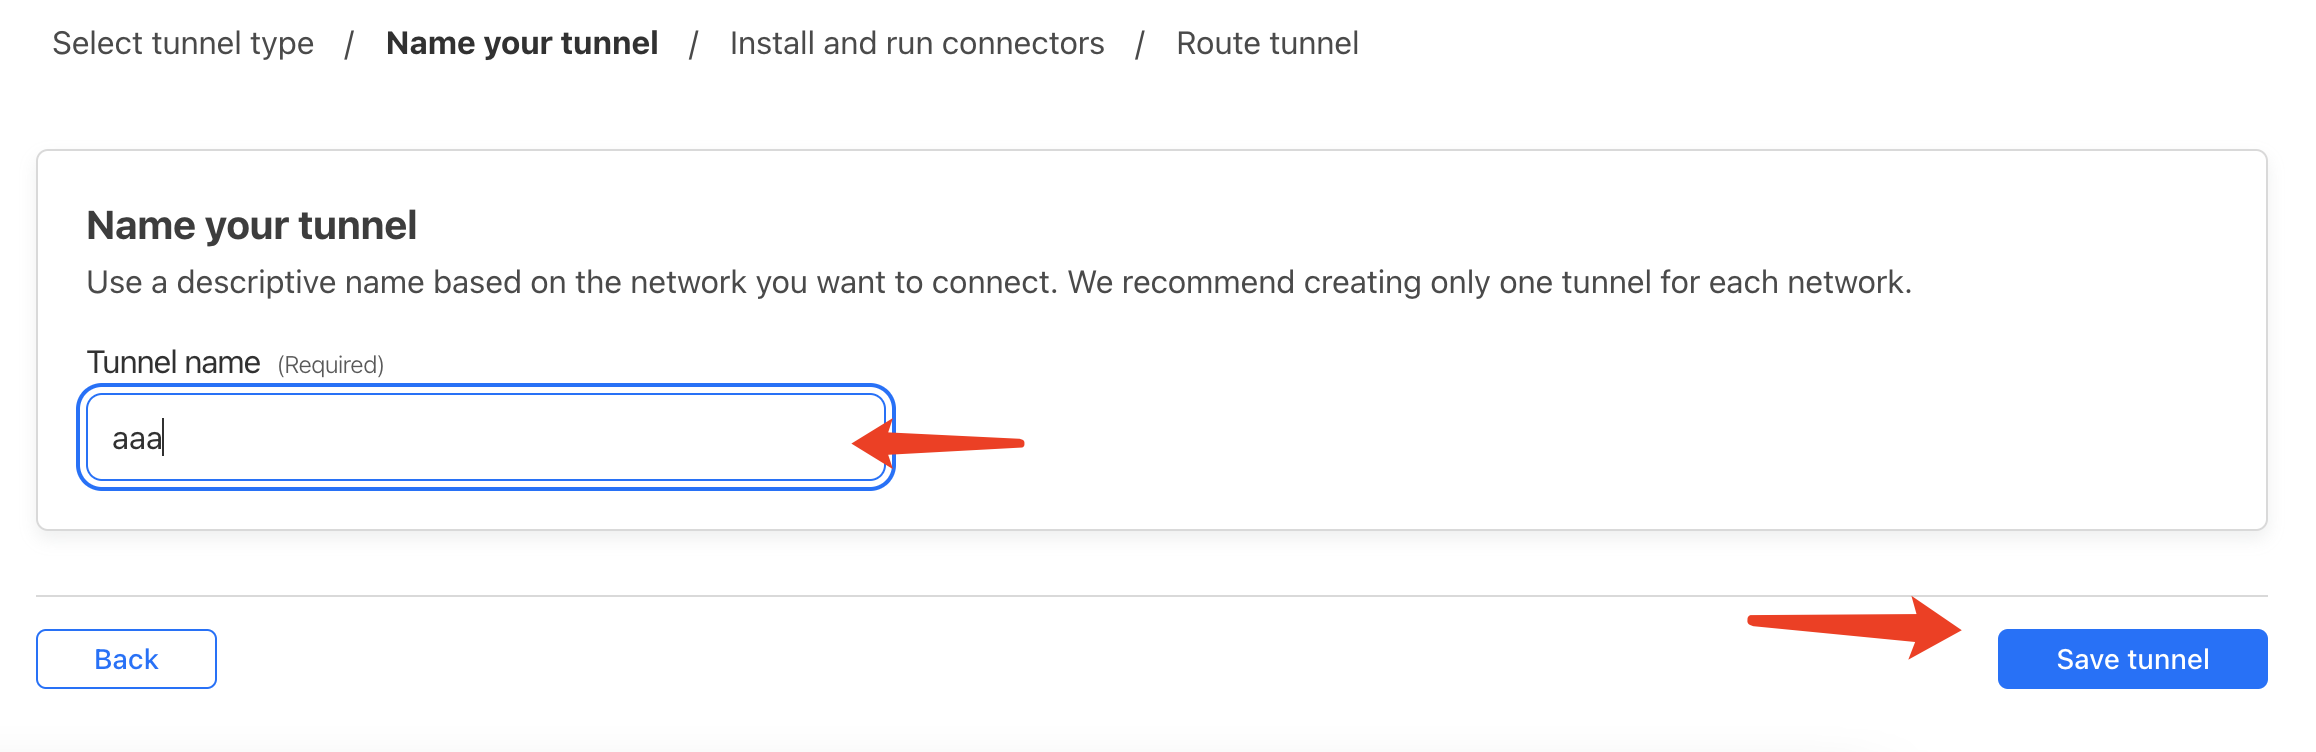 Select tunnel type / Name your tunnel / Install and run connectors / Route tunnel
Name your tunnel
Use a descriptive name based on the network you want to connect. We recommend creating only one tunnel for each network.
Tunnel name (Required)
aaa
Back
Save tunnel